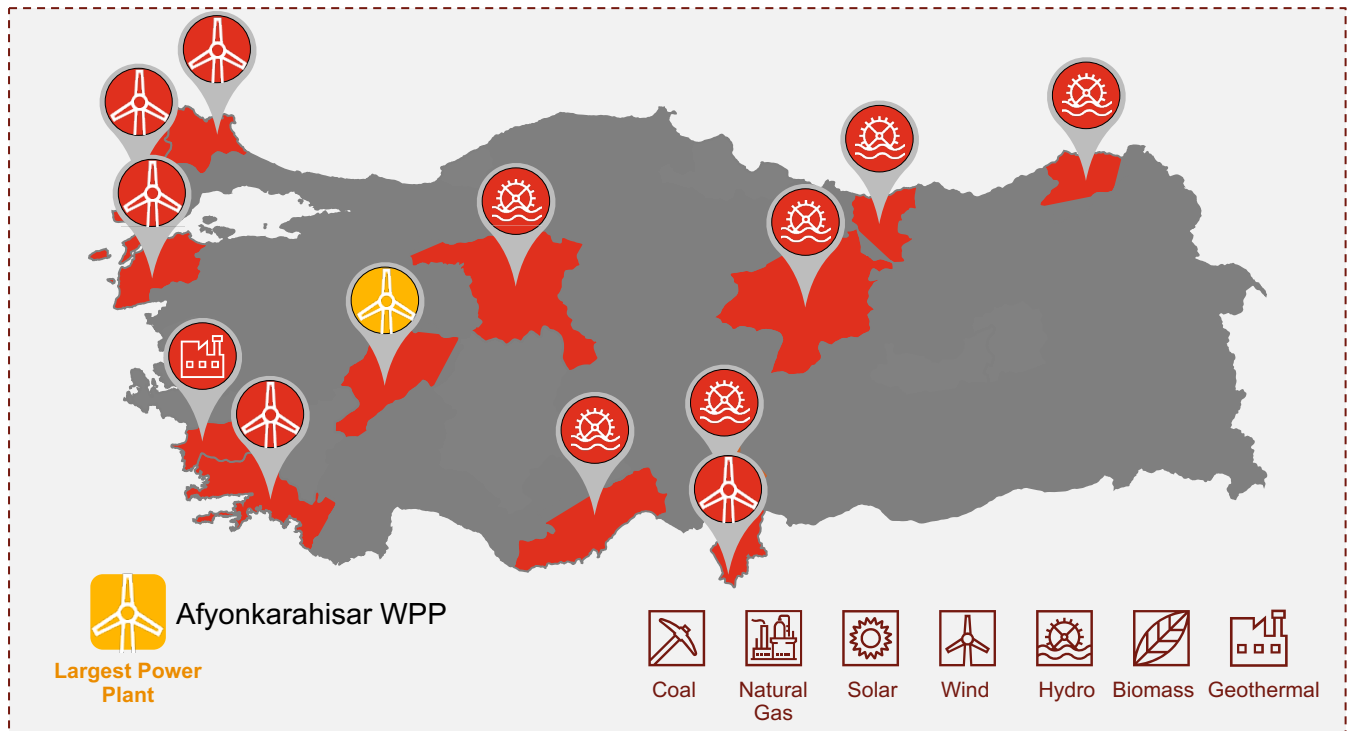 Afyonkarahisar WPP
Largest Power
Plant
Coal
Natural
Gas
Solar
Wind
Hydro
Biomass
Geothermal